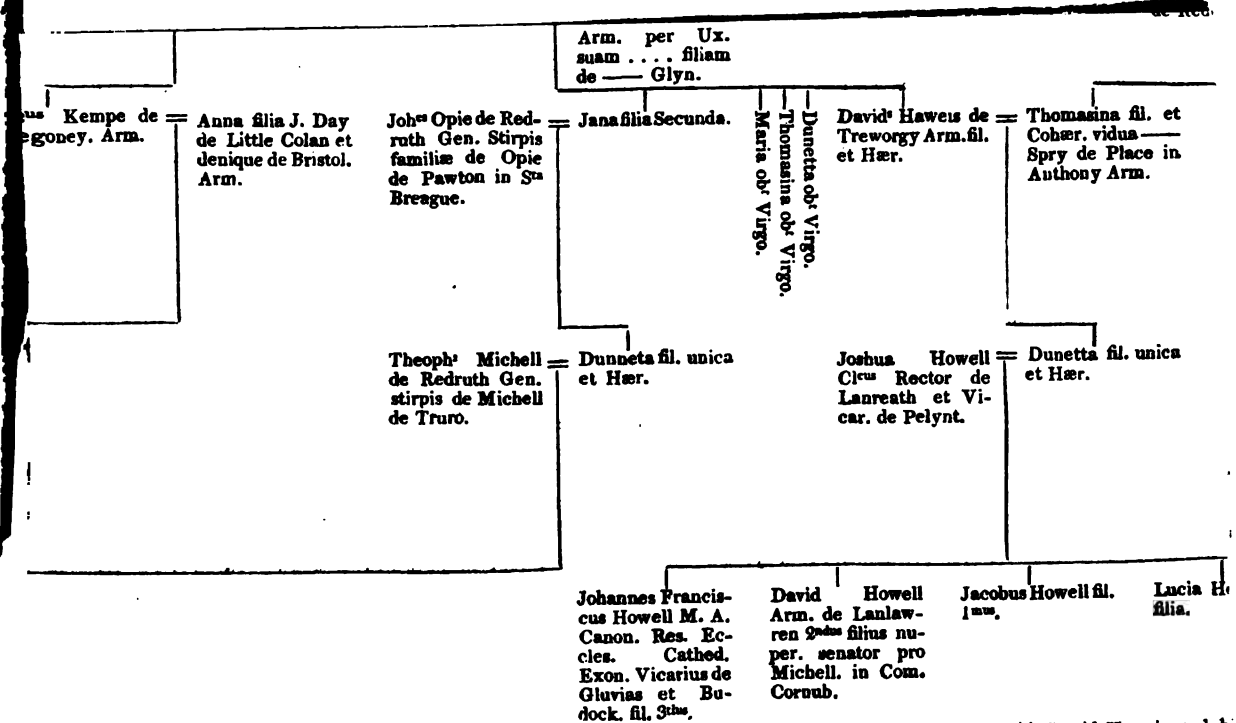 Arm. per Ux.
suam .... filiam
de —— Glyn.
Kempe de
goney. Arm.
=
Anna filia J. Day
de Little Colan et
denique de Bristol.
Arm.
Johes Opie de Red-
ruth Gen. Stirpis
familiæ de Opie
de Pawton in Sta
Breague.
=
Jana filia Secunda.
Maria obt Virgo.
Thomasina obt Virgo.
Dunetta obt Virgo.
Davids Haweis de
Treworgy Arm. fil.
et Hær.
=
Thomasina fil. et
Cohær. vidua ——
Spry de Place in
Anthony Arm.
Theophs Michell
de Redruth Gen.
stirpis de Michell
de Truro.
=
Dunneta fil. unica
et Hær.
Joshua Howell
Clcus Rector de
Lanreath et Vi-
car. de Pelynt.
=
Dunetta fil. unica
et Hær.
Johannes Francis-
cus Howell M. A.
Canon. Res. Ec-
cles. Cathed.
Exon. Vicarius de
Gluvias et Bu-
dock. fil. 3thus.
David Howell
Arm. de Lanlaw-
ren 2ndus filius nu-
per. senator pro
Michell. in Com.
Cornub.
Jacobus Howell fil.
1mus.
Lucia H
filia.